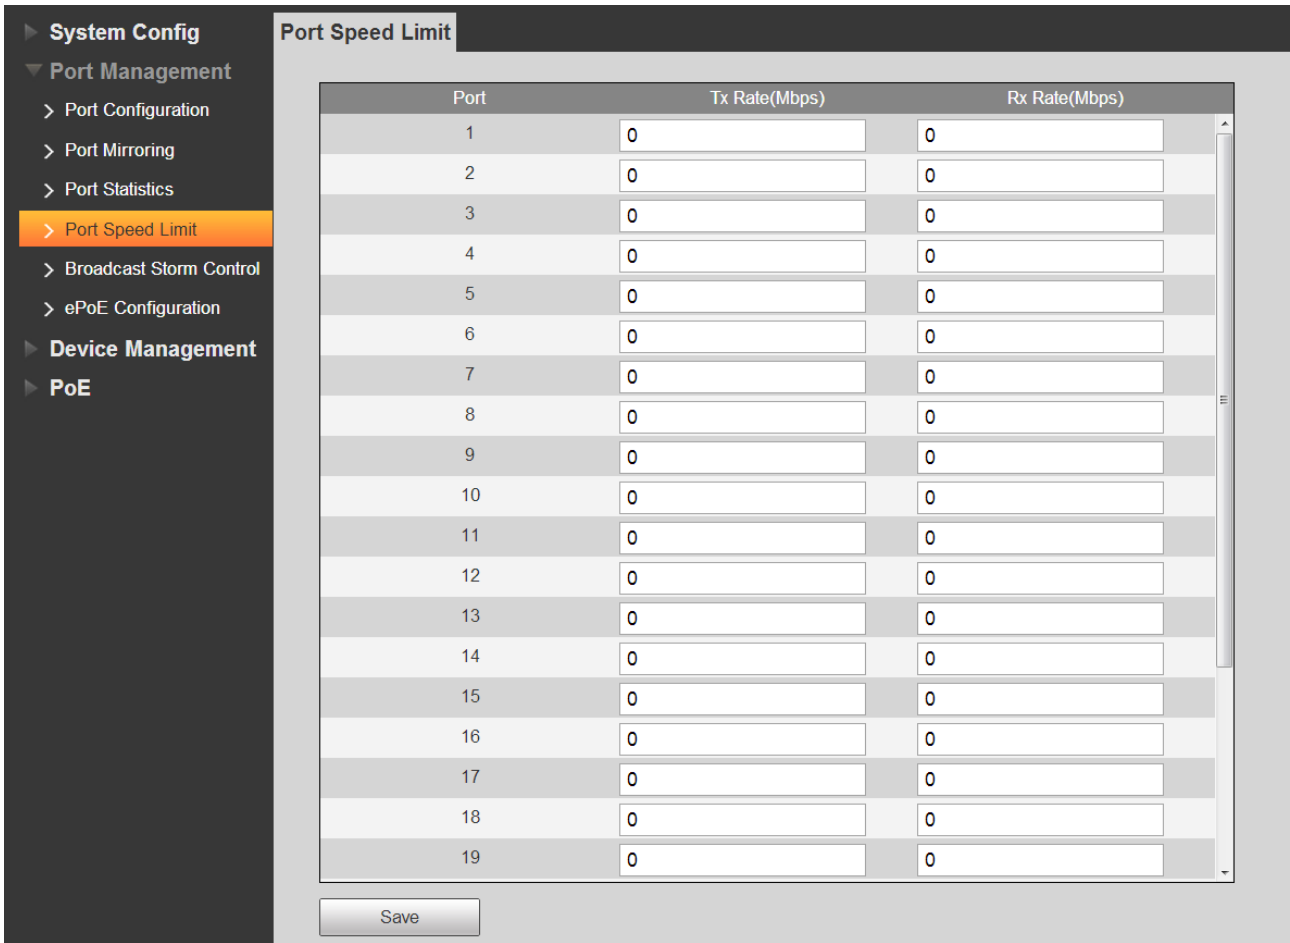 System Config
Port Management
Port Configuration
Port Mirroring
Port Statistics
Port Speed Limit
Broadcast Storm Control
ePoE Configuration
Device Management
PoE
Port Speed Limit
Port Tx Rate(Mbps) Rx Rate(Mbps)
1 0 0
2 0 0
3 0 0
4 0 0
5 0 0
6 0 0
7 0 0
8 0 0
9 0 0
10 0 0
11 0 0
12 0 0
13 0 0
14 0 0
15 0 0
16 0 0
17 0 0
18 0 0
19 0 0
Save